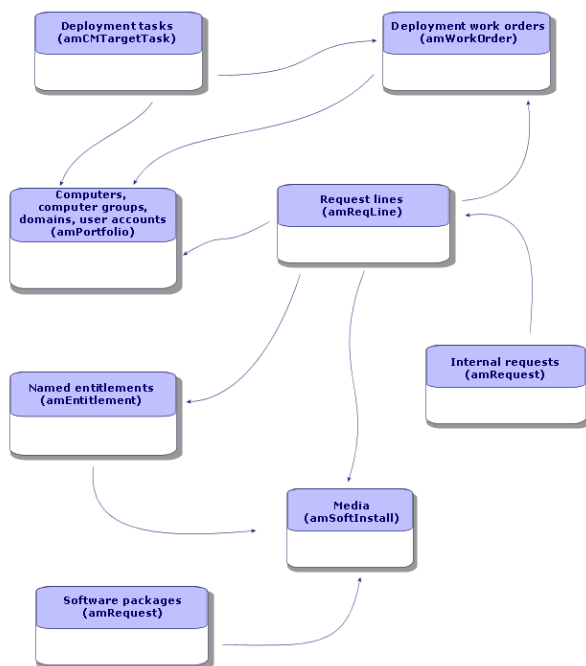 Deployment tasks
(amCMTargetTask)
Deployment work orders
(amWorkOrder)
Computers,
computer groups,
domains, user accounts
(amPortfolio)
Request lines
(amReqLine)
Internal requests
(amRequest)
Named entitlements
(amEntitlement)
Media
(amSoftInstall)
Software packages
(amRequest)